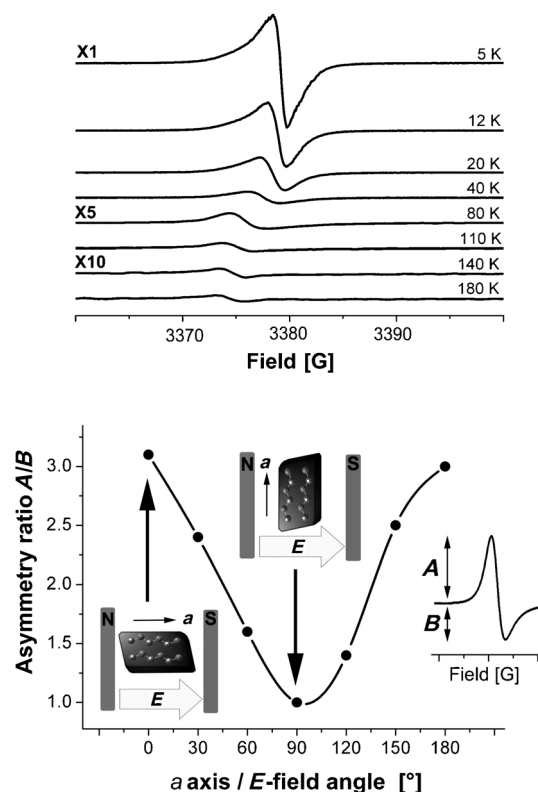 X1
5 K
12 K
20 K
40 K
X5
80 K
110 K
X10
140 K
180 K
3370 3380 3390
Field [G]
Asymmetry ratio A/B
3.0
2.5
2.0
1.5
1.0
N S
a
E
N a S
E
A
B
Field [G]
0 30 60 90 120 150 180
a axis / E-field angle [°]